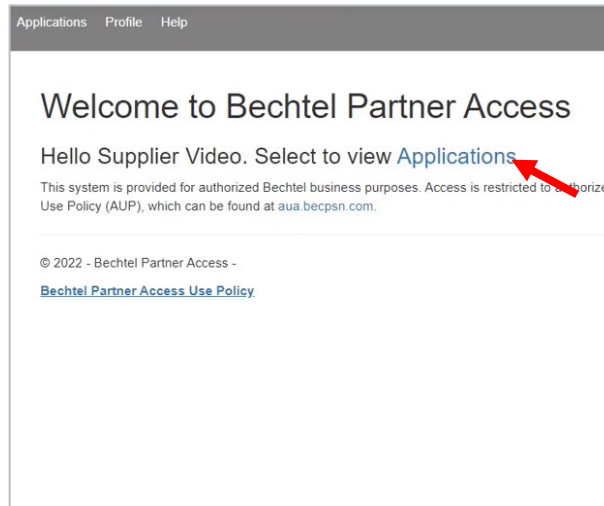 Applications Profile Help
Welcome to Bechtel Partner Access
Hello Supplier Video. Select to view Applications
This system is provided for authorized Bechtel business purposes. Access is restricted to
Use Policy (AUP), which can be found at aua.becpsn.com.
© 2022 - Bechtel Partner Access -
Bechtel Partner Access Use Policy